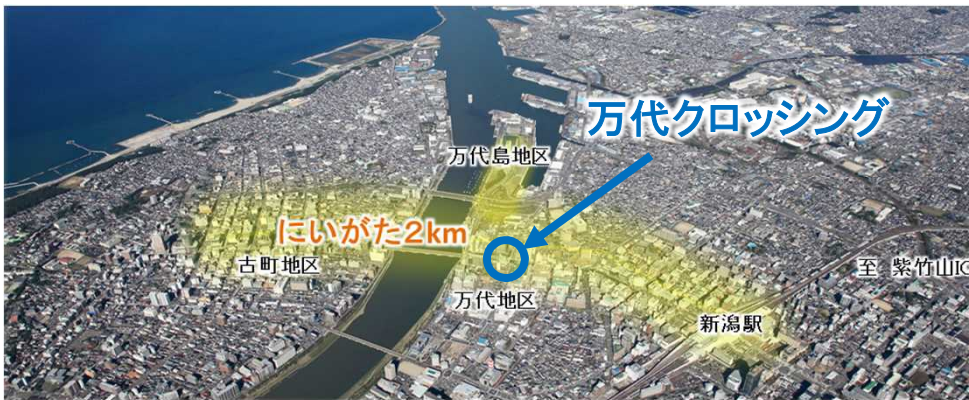 万代クロッシング
万代島地区
にいがた2km
古町地区
至 紫竹山IC
万代地区
新潟駅